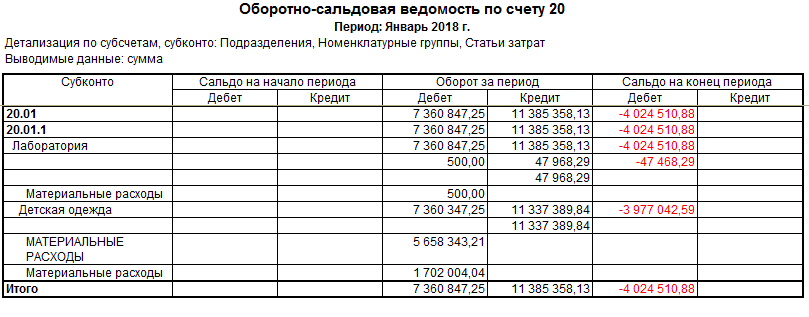 Оборотно-сальдовая ведомость по счету 20
Период: Январь 2018 г.
Детализация по субсчетам, субконто: Подразделения, Номенклатурные группы, Статьи затрат
Выводимые данные: сумма
Субконто Сальдо на начало периода Оборот за период Сальдо на конец периода
Дебет Кредит Дебет Кредит Дебет Кредит
20.01 7 360 847,25 11 385 358,13 -4 024 510,88
20.01.1 7 360 847,25 11 385 358,13 -4 024 510,88
Лаборатория 7 360 847,25 11 385 358,13 -4 024 510,88
500,00 47 968,29 -47 468,29
47 968,29
Материальные расходы 500,00
Детская одежда 7 360 347,25 11 337 389,84 -3 977 042,59
11 337 389,84
МАТЕРИАЛЬНЫЕ 5 658 343,21
РАСХОДЫ
Материальные расходы 1 702 004,04
Итого 7 360 847,25 11 385 358,13 -4 024 510,88